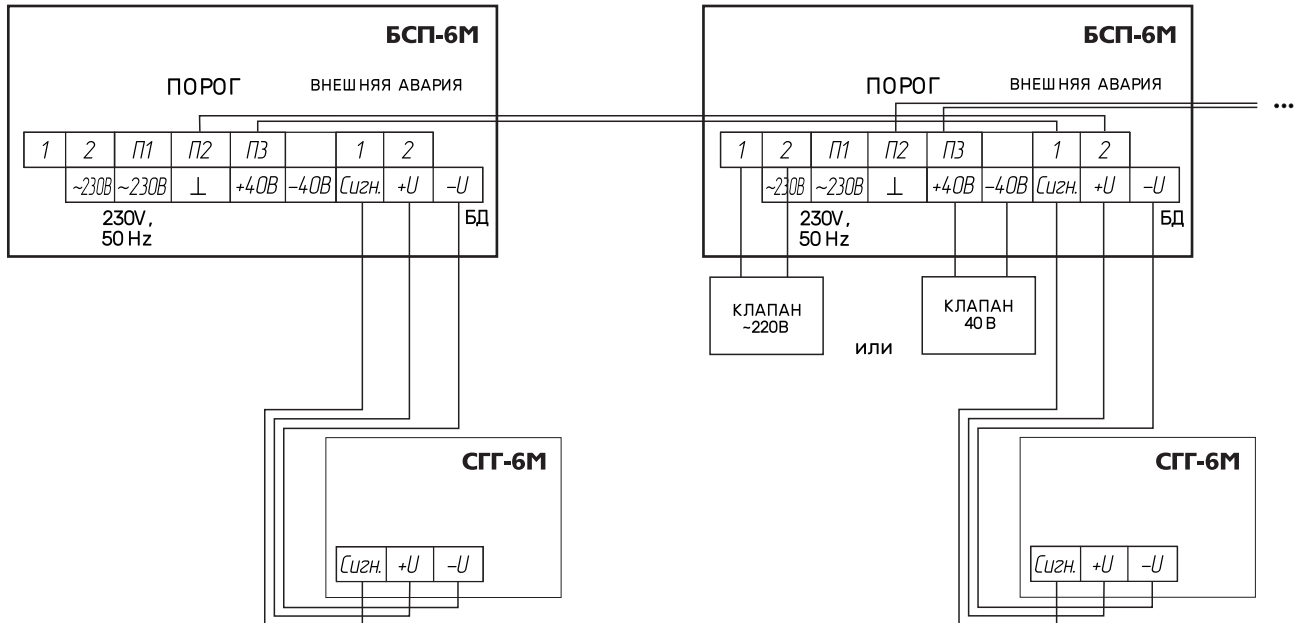 БСП-6М
ПОРОГ ВНЕШНЯЯ АВАРИЯ
1 2 П1 П2 П3 1 2
~230В ~230В ⊥ +40В -40В Сигн. +U -U
230V, 50 Hz
БД
СГГ-6М
Сигн. +U -U
БСП-6М
ПОРОГ ВНЕШНЯЯ АВАРИЯ
...
1 2 П1 П2 П3 1 2
~230В ~230В ⊥ +40В -40В Сигн. +U -U
230V, 50 Hz
БД
КЛАПАН
~220В
или
КЛАПАН
40 В
СГГ-6М
Сигн. +U -U